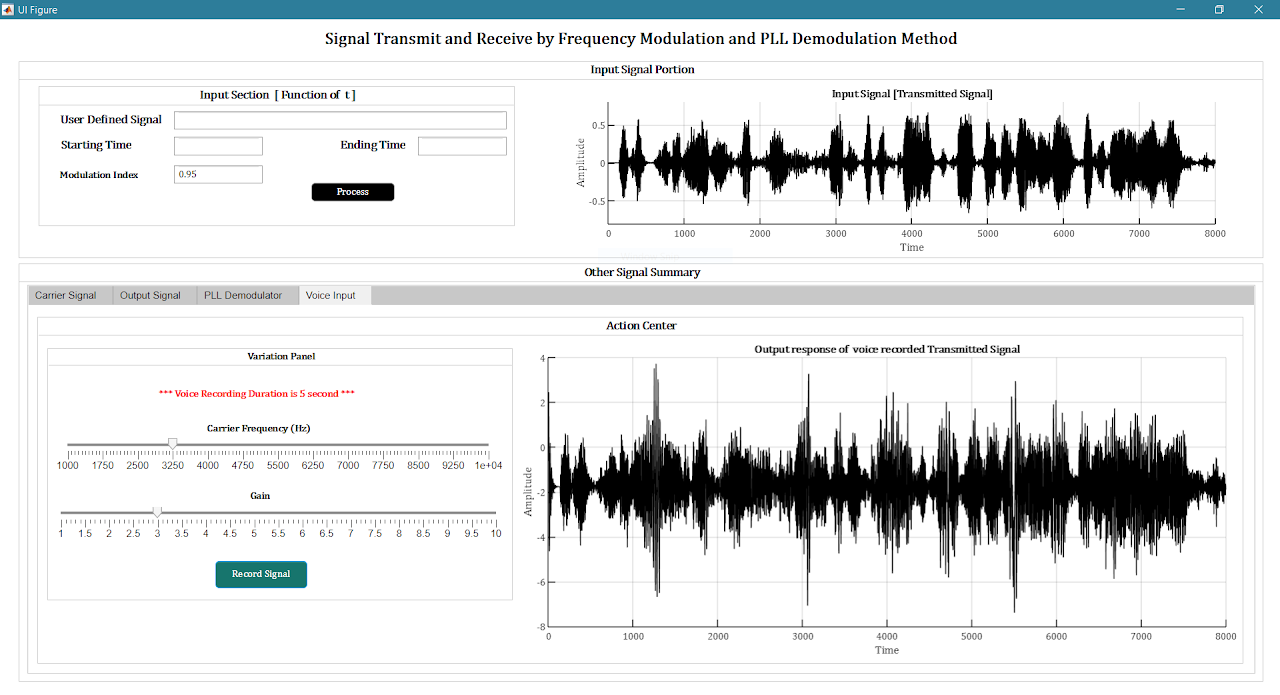 UI Figure
Signal Transmit and Receive by Frequency Modulation and PLL Demodulation Method
Input Signal Portion
Input Section [ Function of t ]
User Defined Signal
Starting Time
Ending Time
Modulation Index
0.95
Process
Input Signal [Transmitted Signal]
Amplitude
0.5
0
-0.5
0 1000 2000 3000 4000 5000 6000 7000 8000
Time
Other Signal Summary
Carrier Signal
Output Signal
PLL Demodulator
Voice Input
Action Center
Variation Panel
*** Voice Recording Duration is 5 second ***
Carrier Frequency (Hz)
1000 1750 2500 3250 4000 4750 5500 6250 7000 7750 8500 9250 1e+04
Gain
1 1.5 2 2.5 3 3.5 4 4.5 5 5.5 6 6.5 7 7.5 8 8.5 9 9.5 10
Record Signal
Output response of voice recorded Transmitted Signal
Amplitude
4
2
0
-2
-4
-6
-8
0 1000 2000 3000 4000 5000 6000 7000 8000
Time